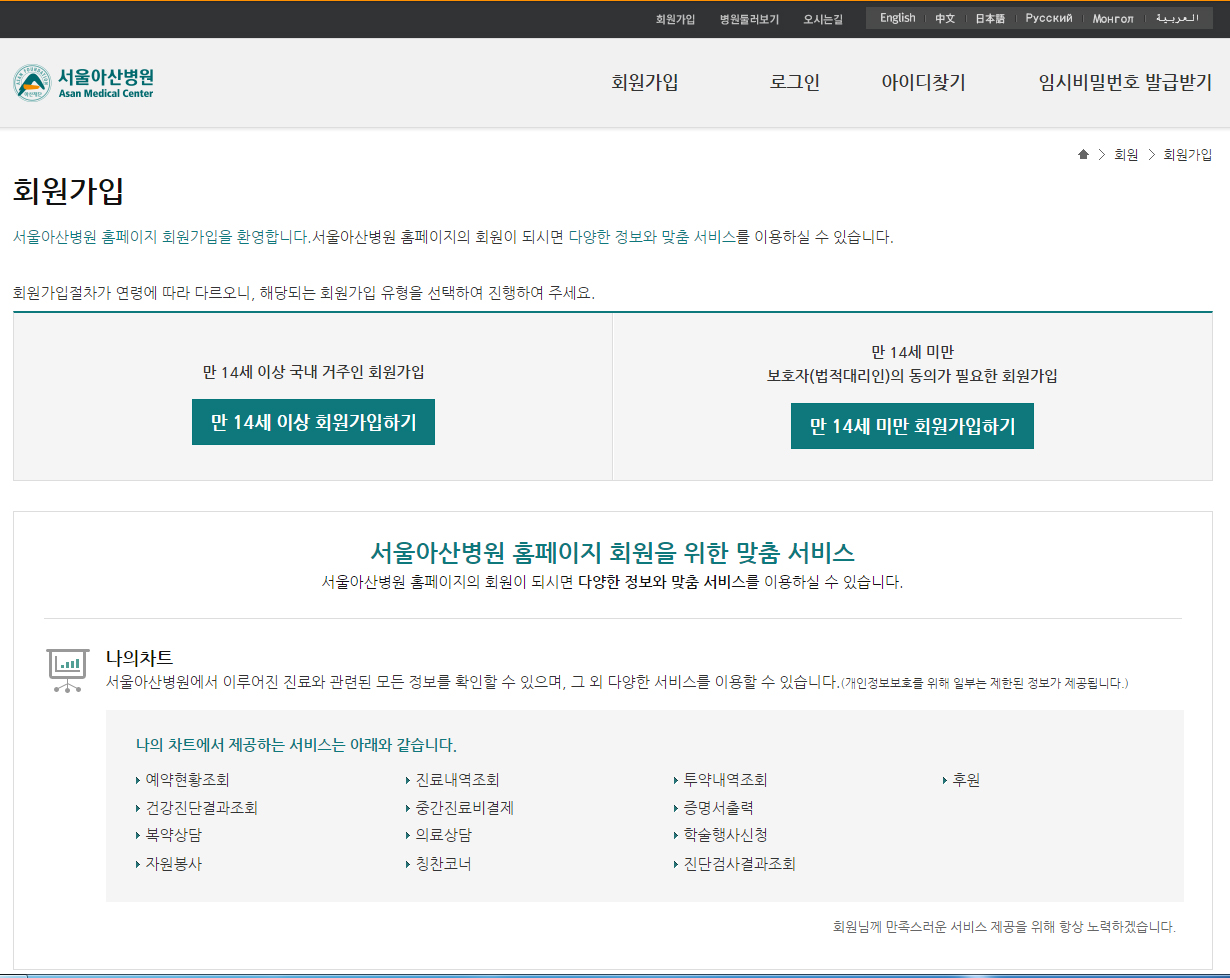 회원가입 병원둘러보기 오시는길 English 中文 日本語 Русский Монгол العربية
서울아산병원
Asan Medical Center
회원가입 로그인 아이디찾기 임시비밀번호 발급받기
회원 회원가입
회원가입
서울아산병원 홈페이지 회원가입을 환영합니다.서울아산병원 홈페이지의 회원이 되시면 다양한 정보와 맞춤 서비스를 이용하실 수 있습니다.
회원가입절차가 연령에 따라 다르오니, 해당되는 회원가입 유형을 선택하여 진행하여 주세요.
만 14세 이상 국내 거주인 회원가입
만 14세 이상 회원가입하기
만 14세 미만
보호자(법적대리인)의 동의가 필요한 회원가입
만 14세 미만 회원가입하기
서울아산병원 홈페이지 회원을 위한 맞춤 서비스
서울아산병원 홈페이지의 회원이 되시면 다양한 정보와 맞춤 서비스를 이용하실 수 있습니다.
나의차트
서울아산병원에서 이루어진 진료와 관련된 모든 정보를 확인할 수 있으며, 그 외 다양한 서비스를 이용할 수 있습니다.(개인정보보호를 위해 일부는 제한된 정보가 제공됩니다.)
나의 차트에서 제공하는 서비스는 아래와 같습니다.
예약현황조회 진료내역조회 투약내역조회 후원
건강진단결과조회 중간진료비결제 증명서출력
복약상담 의료상담 학술행사신청
자원봉사 칭찬코너 진단검사결과조회
회원님께 만족스러운 서비스 제공을 위해 항상 노력하겠습니다.